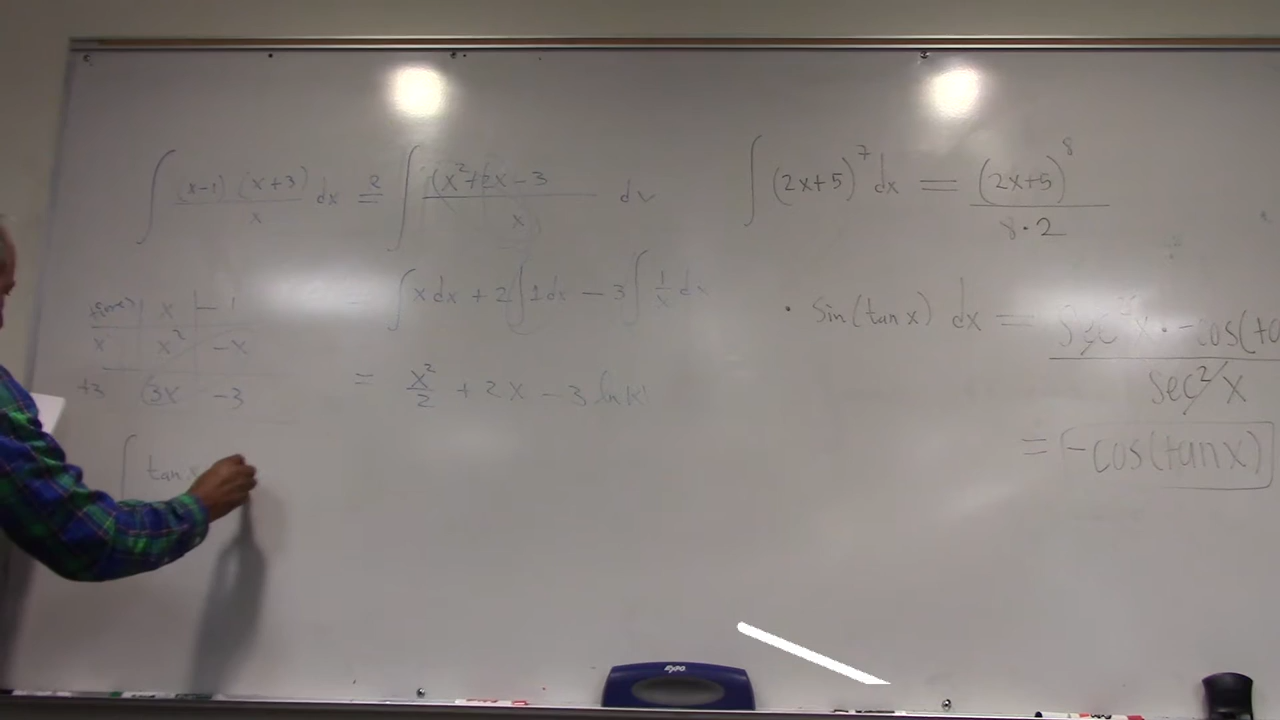 ∫ (x-1)(x+3)/x dx =² ∫ (x²+2x-3/x dx
= ∫ x dx + 2∫ 1 dx - 3∫ 1/x dx
x -1
x x² -x
+3 3x -3
= x²/2 + 2x - 3 ln|x|
∫ tan x
∫ (2x+5)⁷ dx = (2x+5)⁸/8·2
· sin(tan x) dx = sec²x · -cos(ta/sec²x
= -cos(tan x)
EXPO